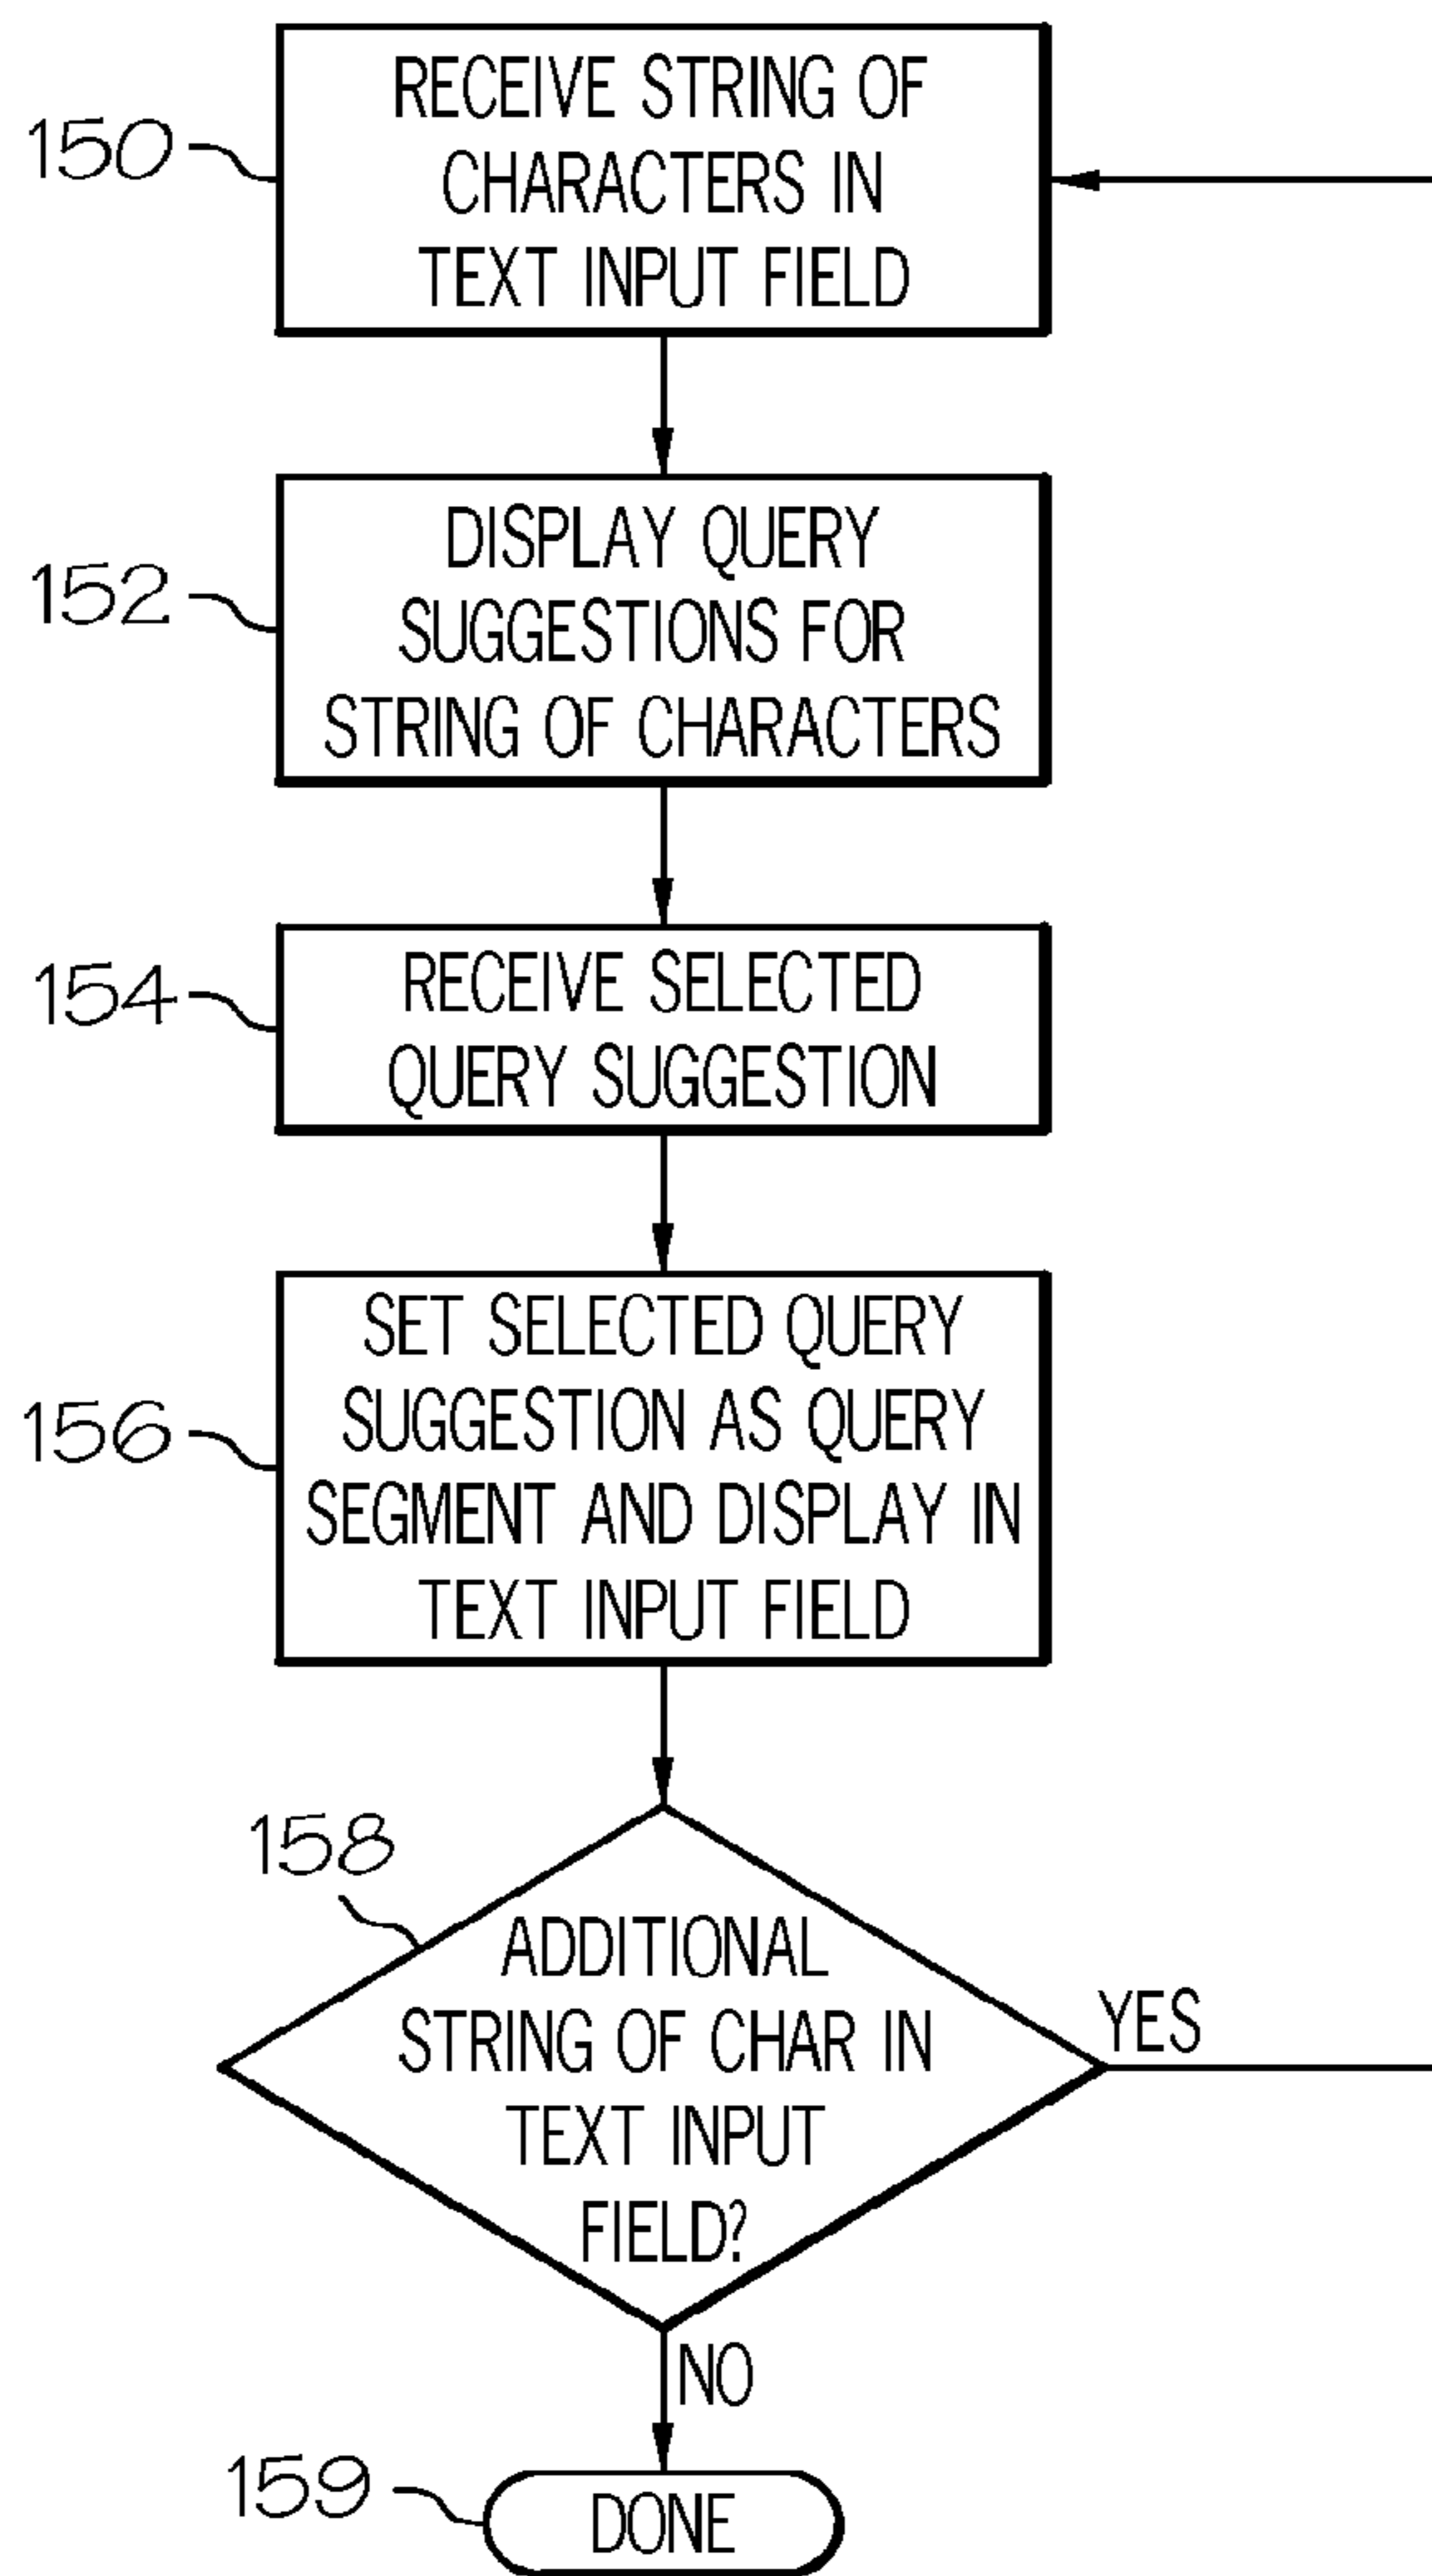 150
RECEIVE STRING OF
CHARACTERS IN
TEXT INPUT FIELD
152
DISPLAY QUERY
SUGGESTIONS FOR
STRING OF CHARACTERS
154
RECEIVE SELECTED
QUERY SUGGESTION
156
SET SELECTED QUERY
SUGGESTION AS QUERY
SEGMENT AND DISPLAY IN
TEXT INPUT FIELD
158
ADDITIONAL
STRING OF CHAR IN
TEXT INPUT
FIELD?
YES
NO
159
DONE